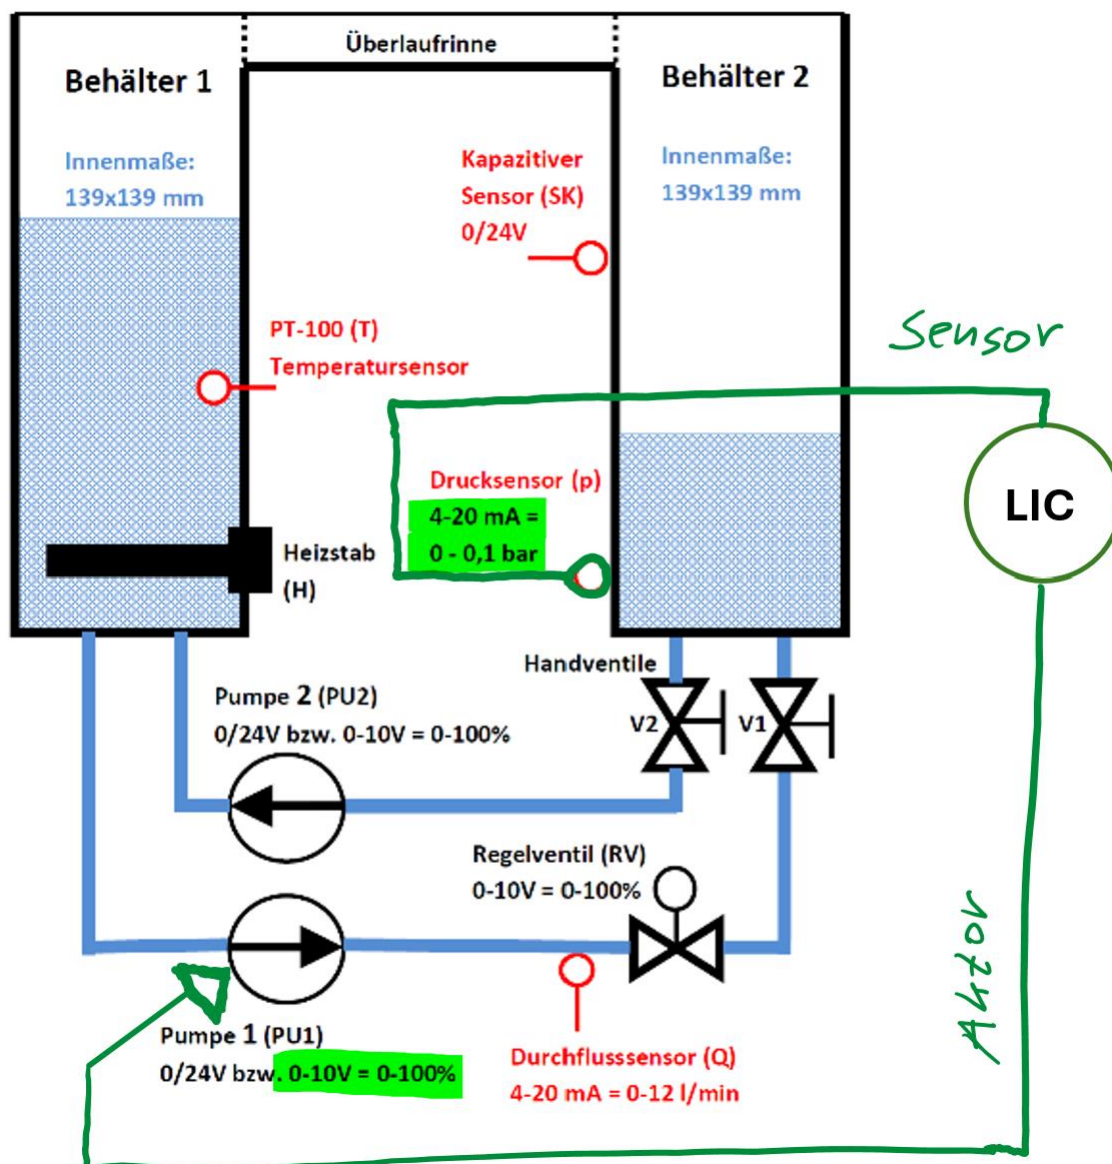 Überlaufrinne
Behälter 1
Innenmaße:
139x139 mm
Behälter 2
Innenmaße:
139x139 mm
Kapazitiver
Sensor (SK)
0/24V
PT-100 (T)
Temperatursensor
Sensor
LIC
Drucksensor (p)
4-20 mA =
0 - 0,1 bar
Heizstab
(H)
Handventile
V2
V1
Pumpe 2 (PU2)
0/24V bzw. 0-10V = 0-100%
Regelventil (RV)
0-10V = 0-100%
Aktor
Pumpe 1 (PU1)
0/24V bzw. 0-10V = 0-100%
Durchflusssensor (Q)
4-20 mA = 0-12 l/min